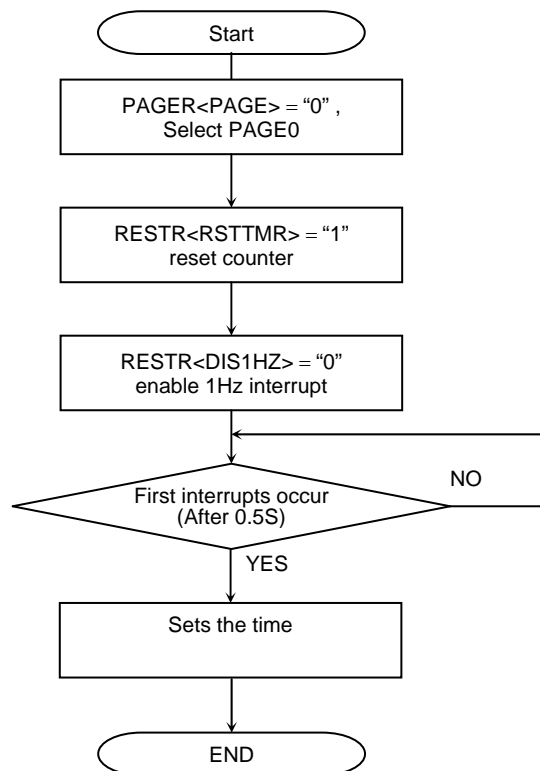 Start
PAGER<PAGE> = “0” ,
Select PAGE0
RESTR<RSTTMR> = “1”
reset counter
RESTR<DIS1HZ> = “0”
enable 1Hz interrupt
First interrupts occur
(After 0.5S)
NO
YES
Sets the time
END